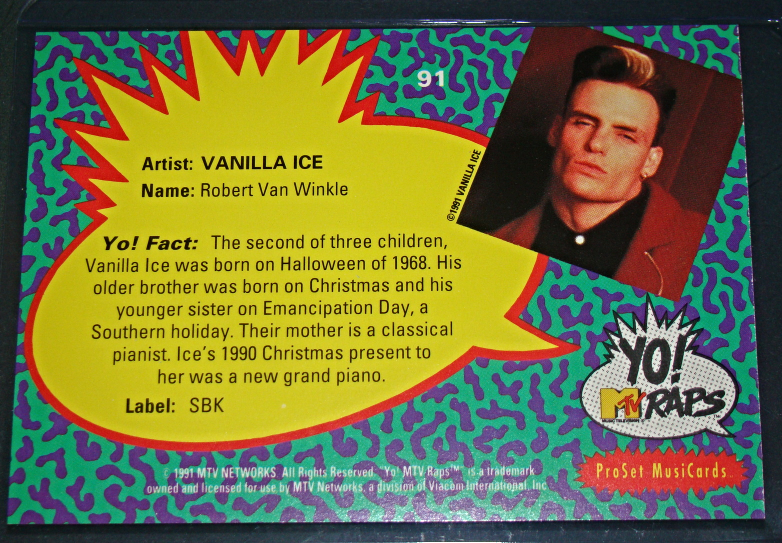 91
©1991 VANILLA ICE
Artist: VANILLA ICE
Name: Robert Van Winkle
Yo! Fact: The second of three children,
Vanilla Ice was born on Halloween of 1968. His
older brother was born on Christmas and his
younger sister on Emancipation Day, a
Southern holiday. Their mother is a classical
pianist. Ice's 1990 Christmas present to
her was a new grand piano.
Label: SBK
YO!
MTV RAPS
MUSIC TELEVISION
ProSet MusiCards
© 1991 MTV NETWORKS. All Rights Reserved. "Yo! MTV Raps"™ is a trademark
owned and licensed for use by MTV Networks, a division of Viacom International, Inc.